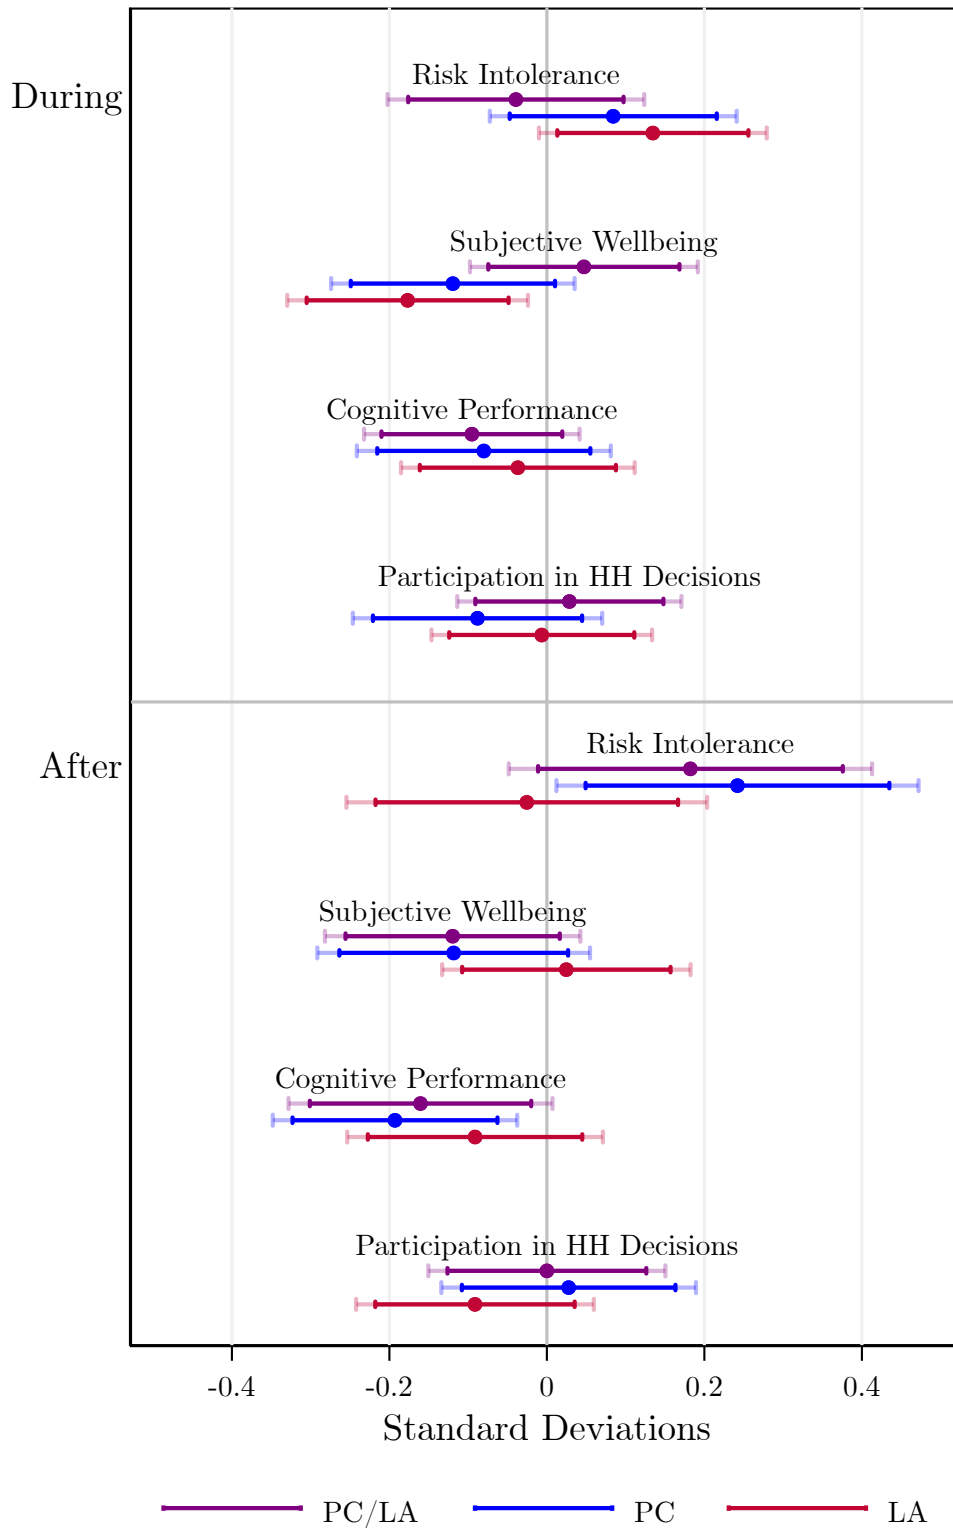 During
Risk Intolerance
Subjective Wellbeing
Cognitive Performance
Participation in HH Decisions
After
Risk Intolerance
Subjective Wellbeing
Cognitive Performance
Participation in HH Decisions
-0.4 -0.2 0 0.2 0.4
Standard Deviations
PC/LA PC LA